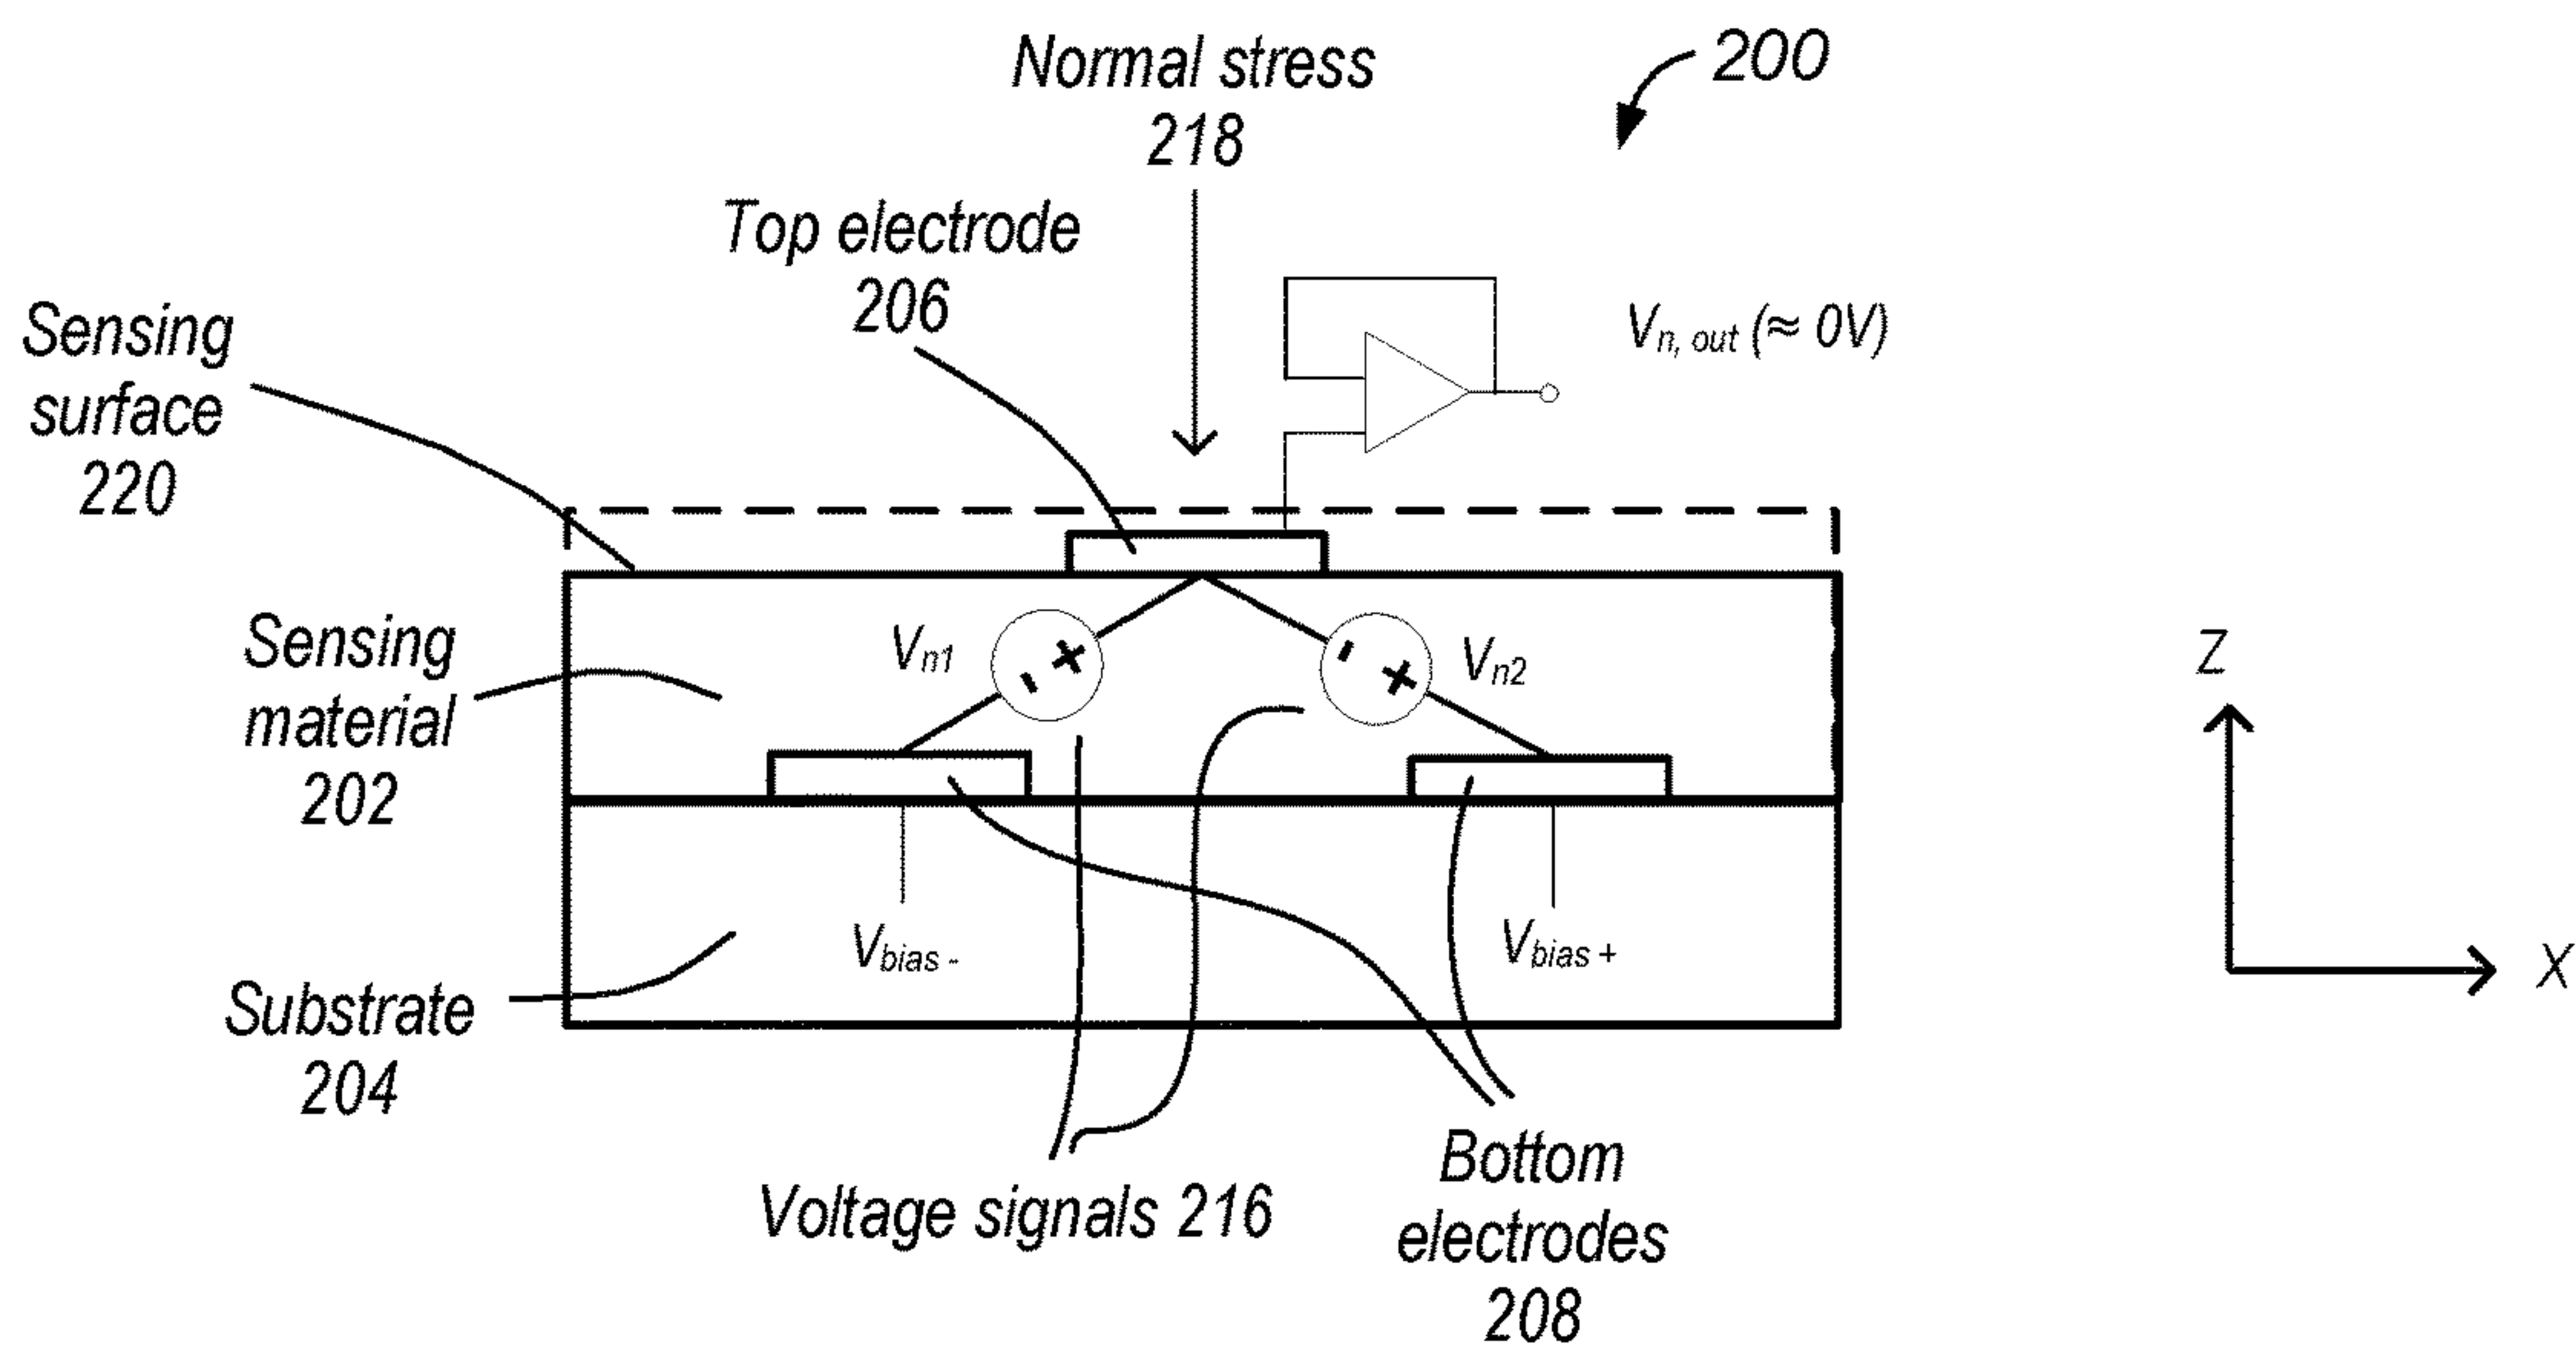 200
Normal stress
218
Top electrode
206
Sensing
surface
220
Vn, out (≈ 0V)
Sensing
material
202
Vn1
- +
- +
Vn2
Z
X
Vbias -
Vbias +
Substrate
204
Voltage signals 216
Bottom
electrodes
208